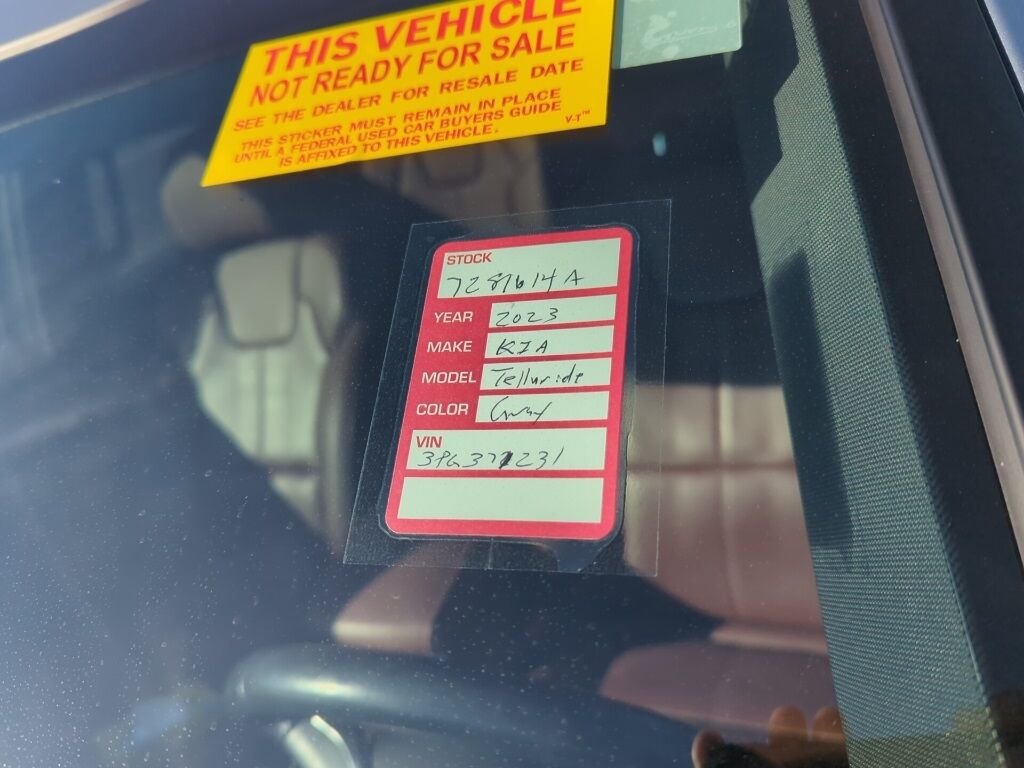 THIS VEHICLE
NOT READY FOR SALE
SEE THE DEALER FOR RESALE DATE
THIS STICKER MUST REMAIN IN PLACE
UNTIL A FEDERAL USED CAR BUYERS GUIDE
IS AFFIXED TO THIS VEHICLE.
V-T™
STOCK
7287614A
YEAR 2023
MAKE KIA
MODEL Telluride
COLOR Gray
VIN
3PG371231